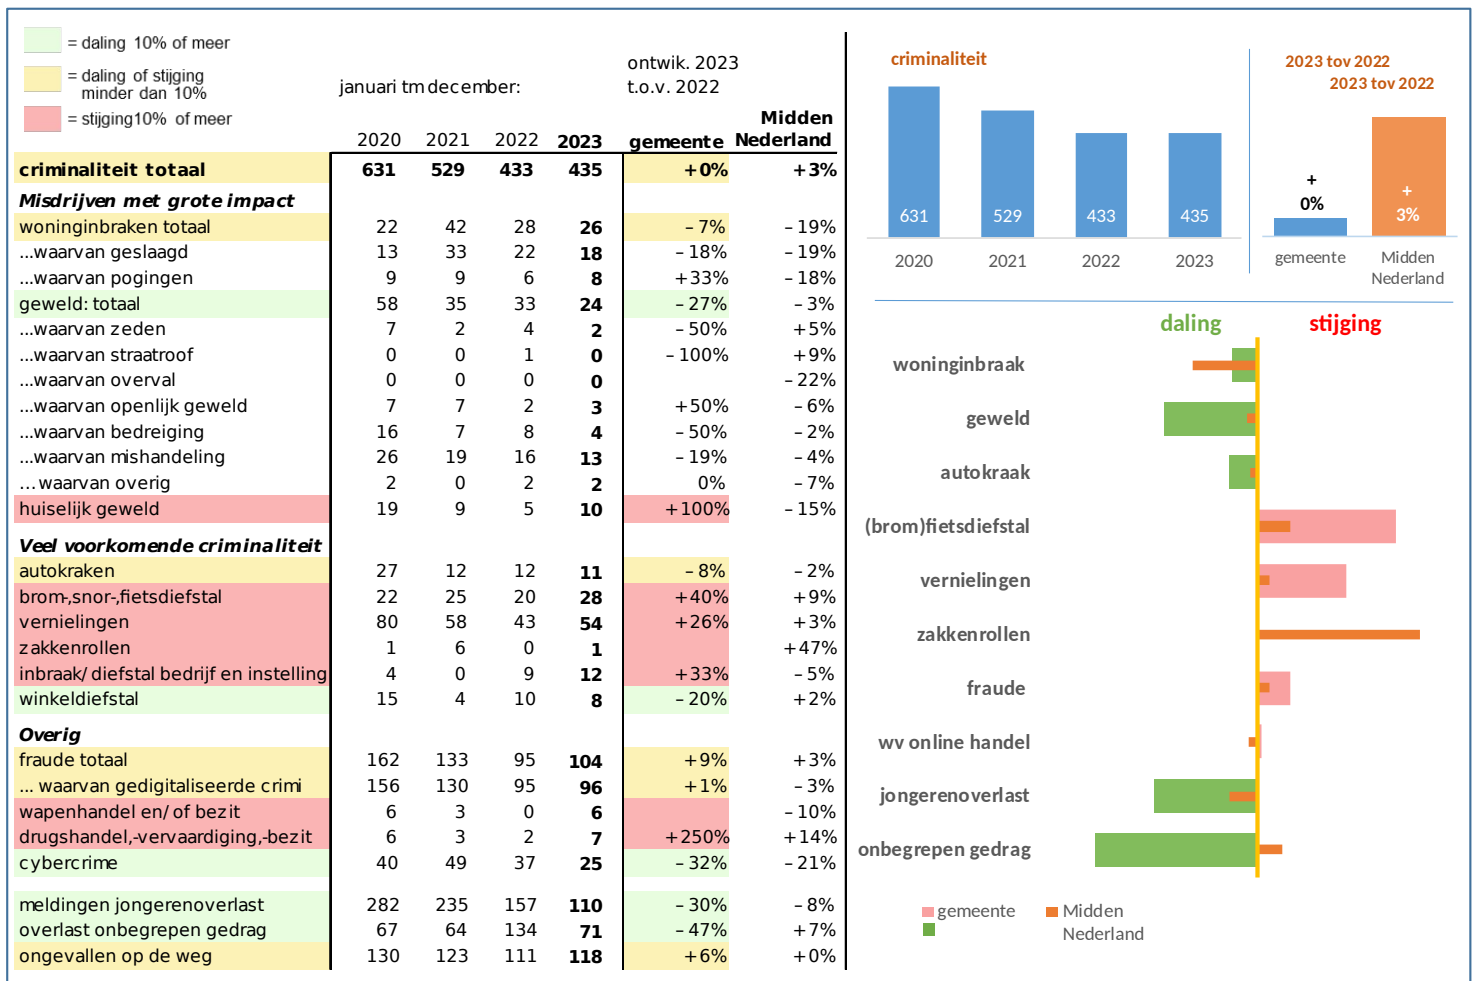 = daling 10% of meer
= daling of stijging
minder dan 10%
= stijging10% of meer
januari tm december:
ontwik. 2023
t.o.v. 2022
2020 2021 2022 2023 gemeente Midden Nederland
criminaliteit totaal 631 529 433 435 +0% +3%
Misdrijven met grote impact
woninginbraken totaal 22 42 28 26 –7% –19%
...waarvan geslaagd 13 33 22 18 –18% –19%
...waarvan pogingen 9 9 6 8 +33% –18%
geweld: totaal 58 35 33 24 –27% –3%
...waarvan zeden 7 2 4 2 –50% +5%
...waarvan straatroof 0 0 1 0 –100% +9%
...waarvan overval 0 0 0 0 –22%
...waarvan openlijk geweld 7 7 2 3 +50% –6%
...waarvan bedreiging 16 7 8 4 –50% –2%
...waarvan mishandeling 26 19 16 13 –19% –4%
...waarvan overig 2 0 2 2 0% –7%
huiselijk geweld 19 9 5 10 +100% –15%
Veel voorkomende criminaliteit
autokraken 27 12 12 11 –8% –2%
brom-,snor-,fietsdiefstal 22 25 20 28 +40% +9%
vernielingen 80 58 43 54 +26% +3%
zakkenrollen 1 6 0 1 +47%
inbraak/ diefstal bedrijf en instelling 4 0 9 12 +33% –5%
winkeldiefstal 15 4 10 8 –20% +2%
Overig
fraude totaal 162 133 95 104 +9% +3%
... waarvan gedigitaliseerde crimi 156 130 95 96 +1% –3%
wapenhandel en/ of bezit 6 3 0 6 –10%
drugshandel,-vervaardiging,-bezit 6 3 2 7 +250% +14%
cybercrime 40 49 37 25 –32% –21%
meldingen jongerenoverlast 282 235 157 110 –30% –8%
overlast onbegrepen gedrag 67 64 134 71 –47% +7%
ongevallen op de weg 130 123 111 118 +6% +0%
criminaliteit
631 529 433 435
2020 2021 2022 2023
2023 tov 2022
2023 tov 2022
+
0%
+
3%
gemeente Midden
Nederland
daling stijging
woninginbraak
geweld
autokraak
(brom)fietsdiefstal
vernielingen
zakkenrollen
fraude
wv online handel
jongerenoverlast
onbegrepen gedrag
gemeente Midden
Nederland